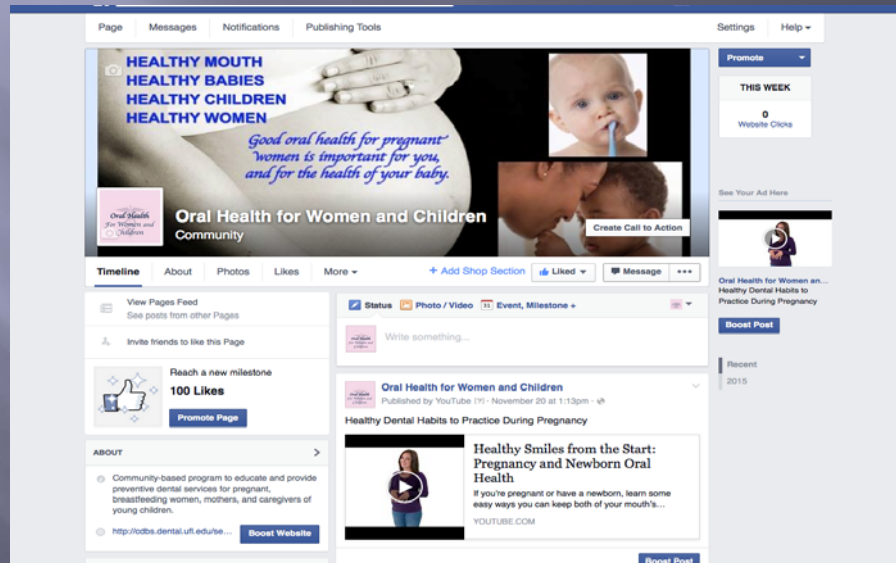 Page Messages Notifications Publishing Tools Settings Help
HEALTHY MOUTH
HEALTHY BABIES
HEALTHY CHILDREN
HEALTHY WOMEN
Good oral health for pregnant
women is important for you,
and for the health of your baby.
Oral Health
For Women and
Children
Oral Health for Women and Children
Community
Create Call to Action
Timeline About Photos Likes More + Add Shop Section Liked Message •••
View Pages Feed
See posts from other Pages
Invite friends to like this Page
Reach a new milestone
100 Likes
Promote Page
ABOUT
Community-based program to educate and provide
preventive dental services for pregnant,
breastfeeding women, mothers, and caregivers of
young children.
http://cdbs.dental.ufl.edu/se... Boost Website
Status Photo / Video 31 Event, Milestone +
Write something...
Oral Health for Women and Children
Published by YouTube [?] · November 20 at 1:13pm ·
Healthy Dental Habits to Practice During Pregnancy
Healthy Smiles from the Start:
Pregnancy and Newborn Oral
Health
If you're pregnant or have a newborn, learn some
easy ways you can keep both of your mouth's...
YOUTUBE.COM
Boost Post
Promote
THIS WEEK
0
Website Clicks
See Your Ad Here
Oral Health for Women an...
Healthy Dental Habits to
Practice During Pregnancy
Boost Post
Recent
2015